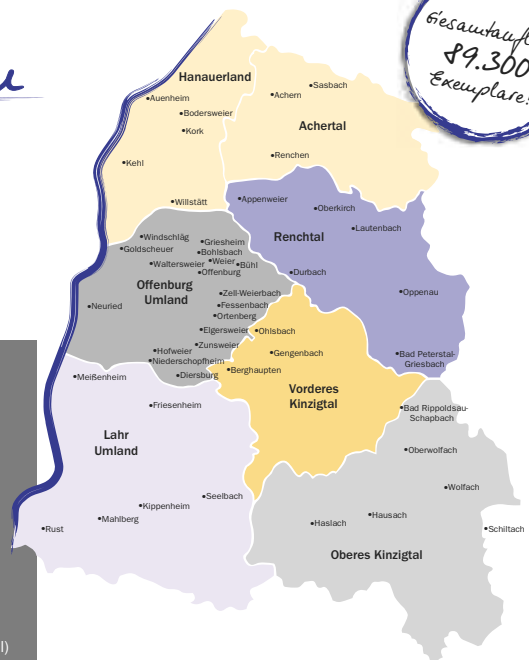 Hanauerland
•Auenheim
•Bodersweier
•Kork
•Kehl
•Willstätt
•Sasbach
•Achern
Achertal
•Renchen
89.300
Exemplare!
•Appenweier
•Oberkirch
•Lautenbach
Renchtal
•Durbach
•Oppenau
•Bad Peterstal-
Griesbach
•Windschläg
•Goldscheuer
•Griesheim
•Bohlsbach
•Waltersweier
•Weier
•Bühl
•Offenburg
Offenburg
Umland
•Zell-Weierbach
•Fessenbach
•Ortenberg
•Neuried
•Elgersweier
•Zunsweier
•Hofweier
•Niederschopfheim
•Diersburg
•Ohlsbach
•Gengenbach
•Berghaupten
Vorderes
Kinzigtal
•Meißenheim
•Friesenheim
Lahr
Umland
•Seelbach
•Kippenheim
•Mahlberg
•Rust
•Bad Rippoldsau-
Schapbach
•Oberwolfach
•Wolfach
•Hausach
•Haslach
•Schiltach
Oberes Kinzigtal